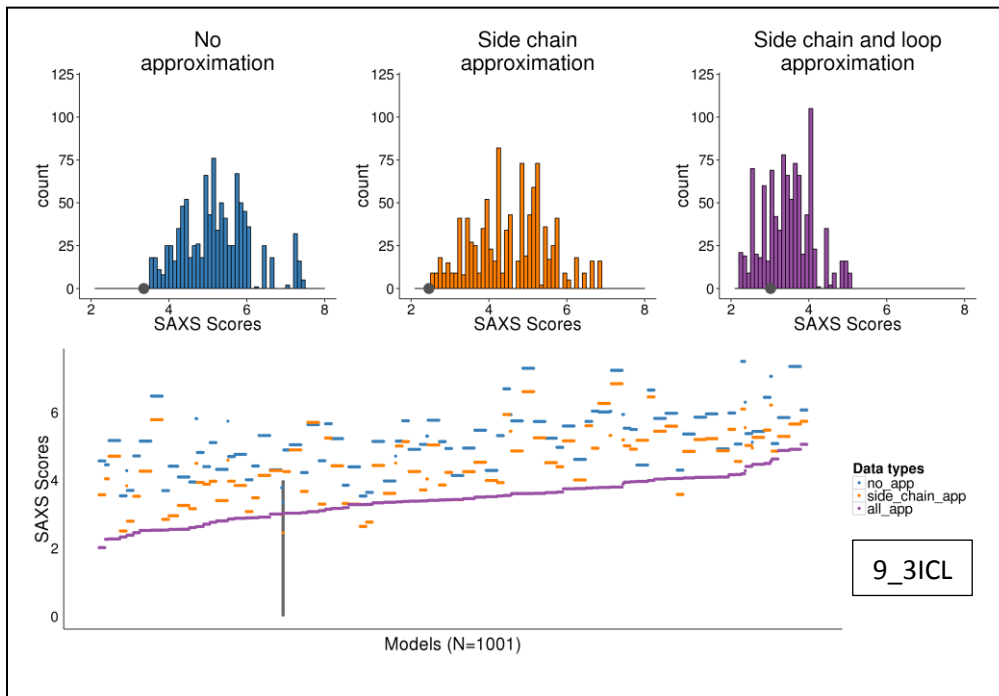 No
approximation
Side chain
approximation
Side chain and loop
approximation
125
100
75
50
25
0
count
2
4
6
8
SAXS Scores
125
100
75
50
25
0
count
2
4
6
8
SAXS Scores
125
100
75
50
25
0
count
2
4
6
8
SAXS Scores
6
4
2
0
SAXS Scores
Models (N=1001)
Data types
no_app
side_chain_app
all_app
9_3ICL